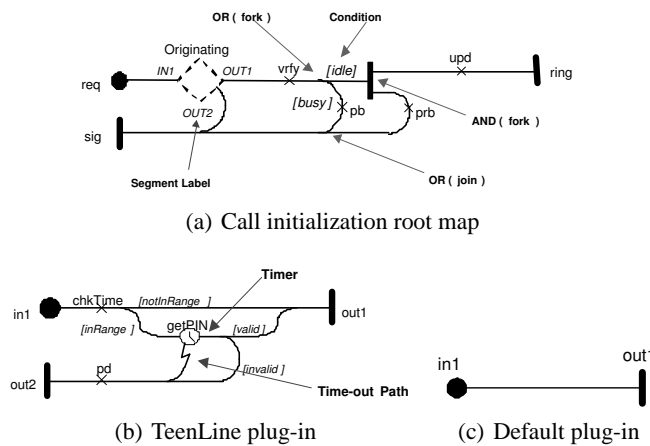 OR ( fork )
Condition
Originating
IN1
OUT1
vrfy
[idle]
upd
req
ring
[busy]
pb
prb
OUT2
AND ( fork )
sig
Segment Label
OR ( join )
(a) Call initialization root map
Timer
chkTime
[notInRange ]
in1
out1
getPIN
[inRange ]
[valid ]
pd
[invalid ]
out2
Time-out Path
in1
out1
(b) TeenLine plug-in
(c) Default plug-in